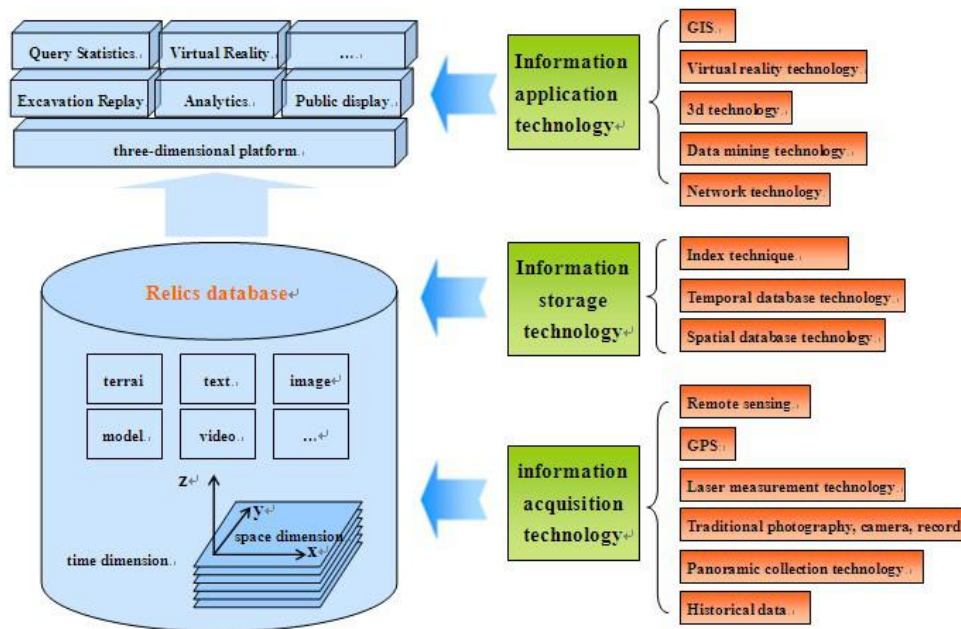 Query Statistics
Virtual Reality
...
Excavation Replay
Analytics
Public display
three-dimensional platform
Information
application
technology
GIS
Virtual reality technology
3d technology
Data mining technology
Network technology
Relics database
Information
storage
technology
Index technique
Temporal database technology
Spatial database technology
terrai
text
image
model
video
...
z
y
space dimension
x
time dimension
information
acquisition
technology
Remote sensing
GPS
Laser measurement technology
Traditional photography, camera, record
Panoramic collection technology
Historical data